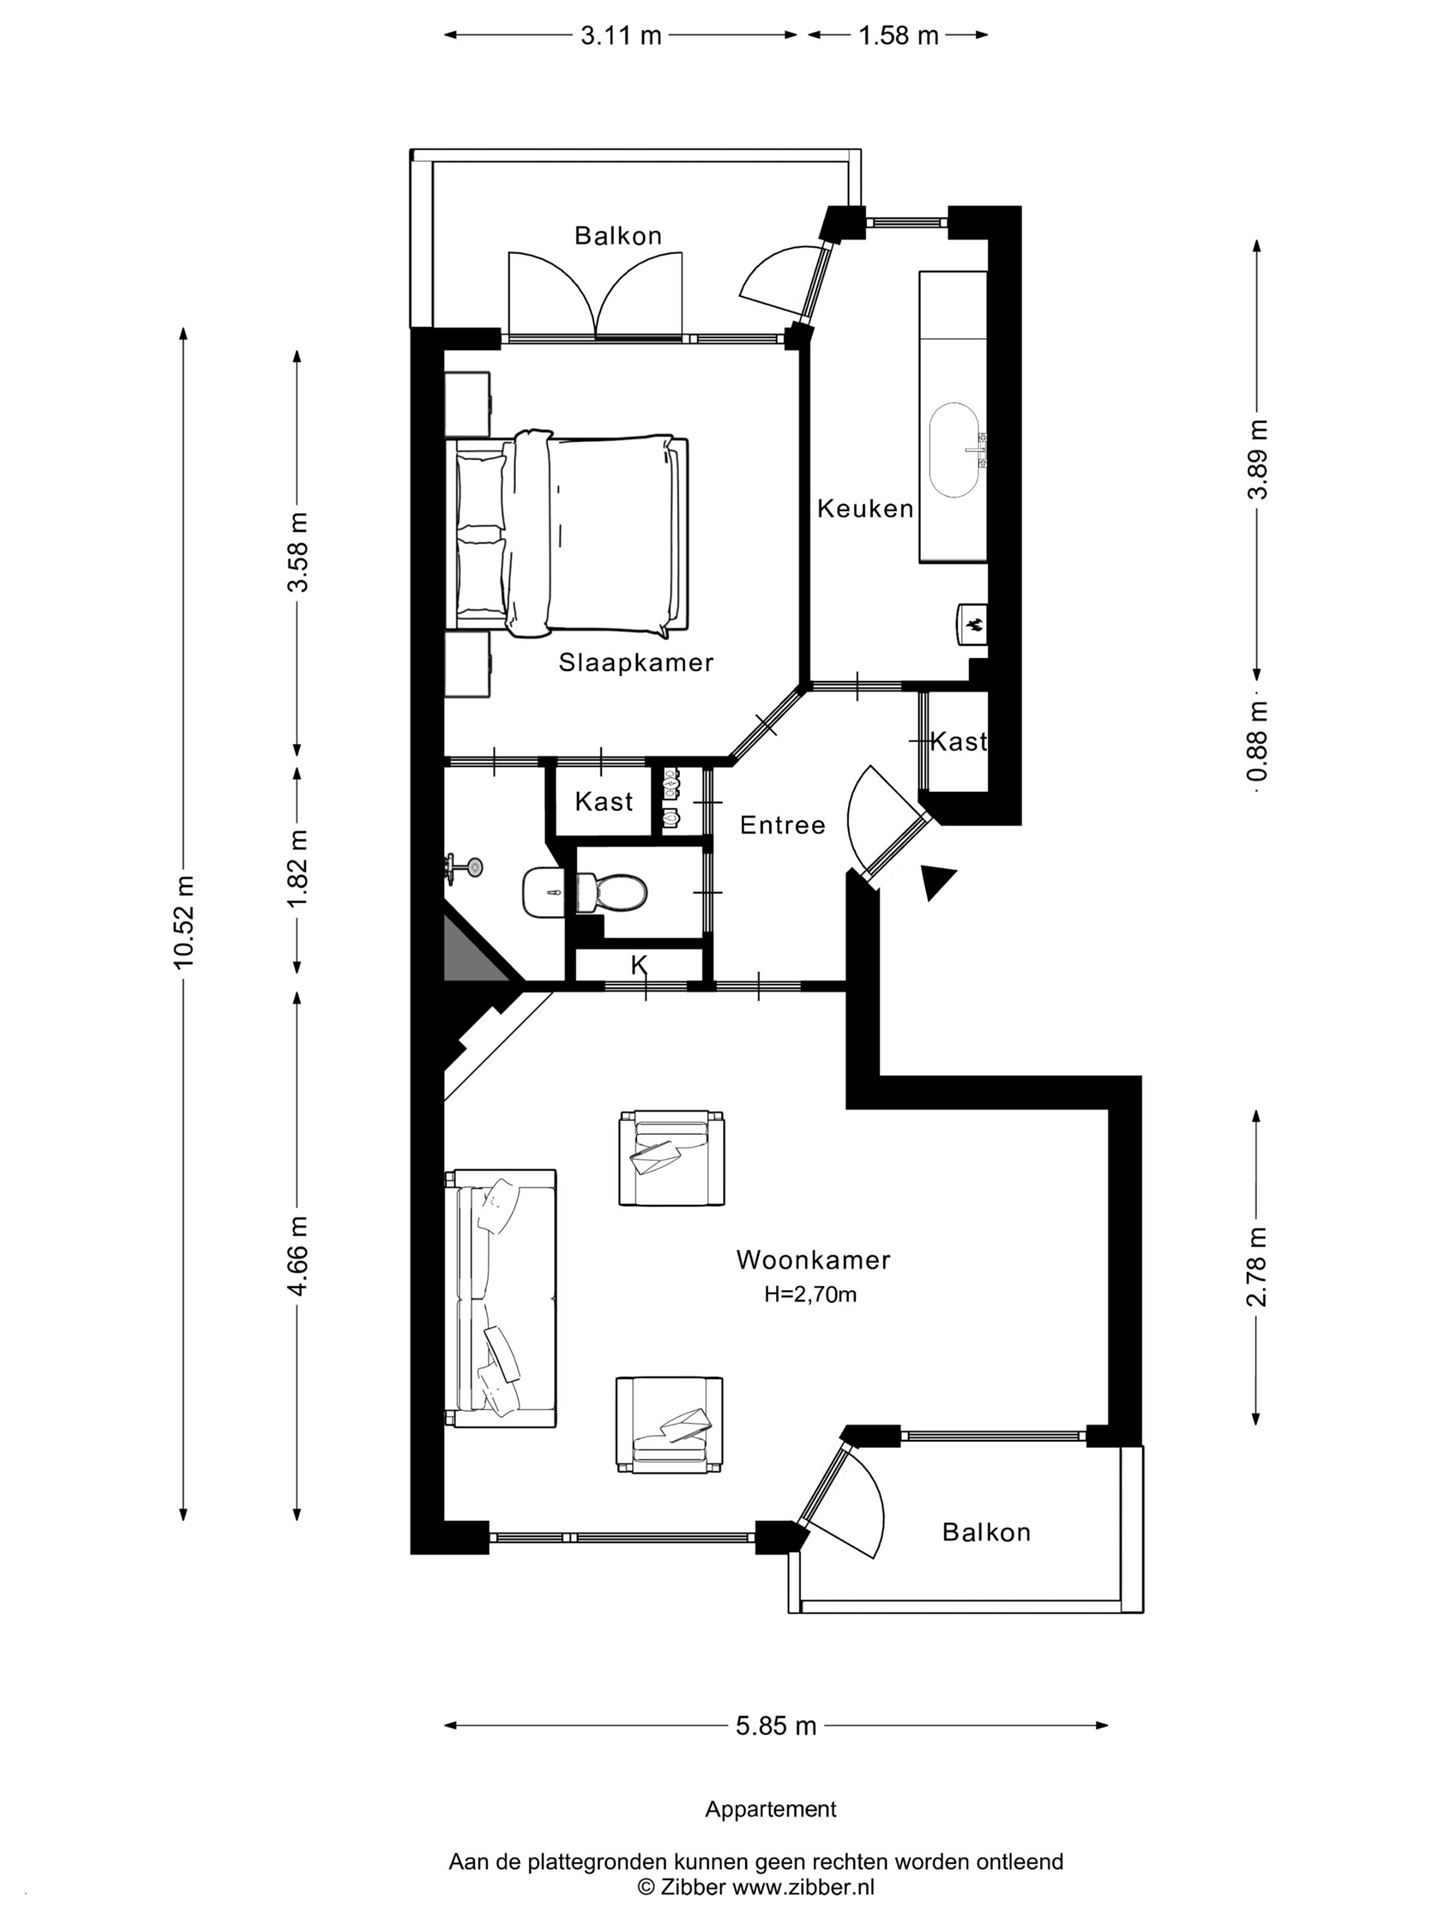 3.11 m
1.58 m
Balkon
3.89 m
Keuken
3.58 m
Slaapkamer
0.88 m
Kast
Kast
Entree
1.82 m
10.52 m
K
4.66 m
Woonkamer
H=2,70m
2.78 m
Balkon
5.85 m
Appartement
Aan de plattegronden kunnen geen rechten worden ontleend
© Zibber www.zibber.nl